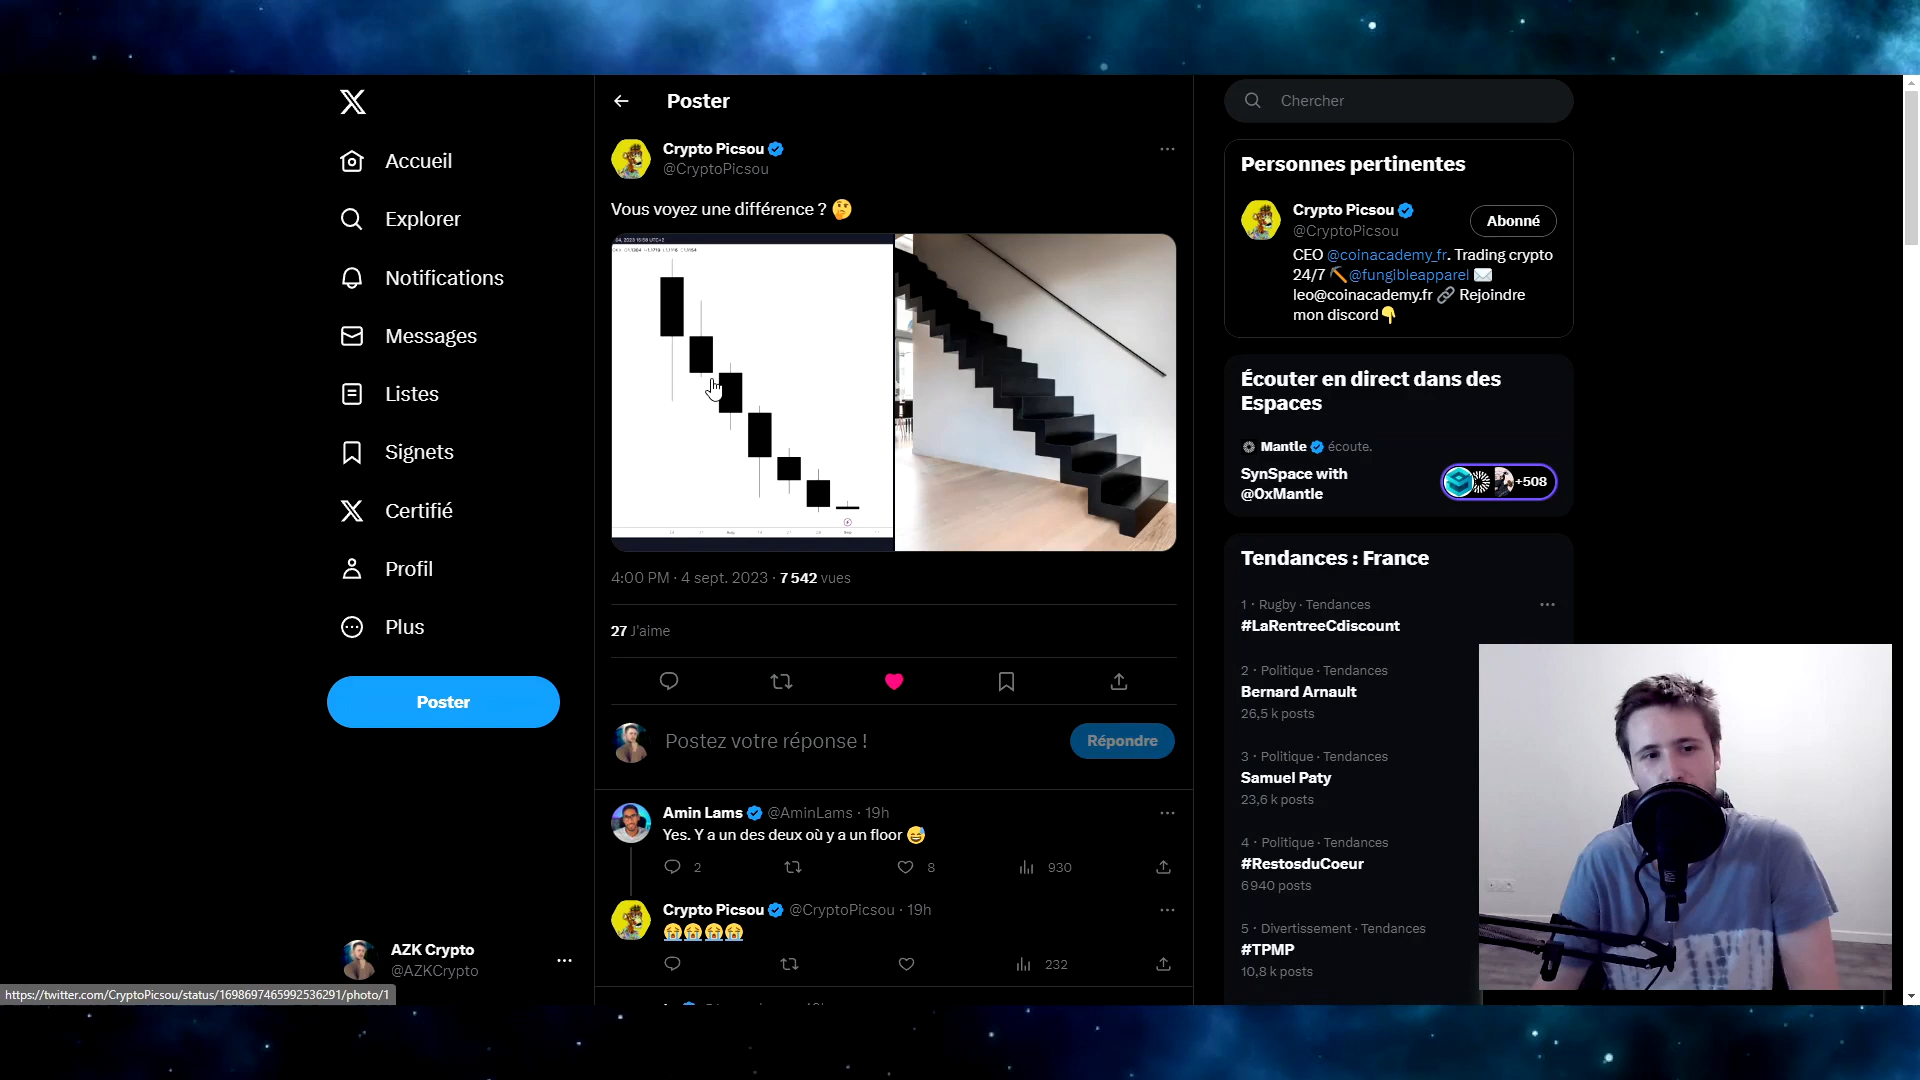 Accueil
Explorer
Notifications
Messages
Listes
Signets
Certifié
Profil
Plus
Poster
AZK Crypto
@AZKCrypto
https://twitter.com/CryptoPicsou/status/1698697465992536291/photo/1
Poster
Crypto Picsou
@CryptoPicsou
Vous voyez une différence ? 🤔
4:00 PM · 4 sept. 2023 · 7 542 vues
27 J'aime
Postez votre réponse !
Répondre
Amin Lams @AminLams · 19h
Yes. Y a un des deux où y a un floor 😅
2
8
930
Crypto Picsou @CryptoPicsou · 19h
😭😭😭😭
232
Chercher
Personnes pertinentes
Crypto Picsou
@CryptoPicsou
Abonné
CEO @coinacademy_fr. Trading crypto
24/7 ⛏️@fungibleapparel ✉️
leo@coinacademy.fr 🔗 Rejoindre
mon discord👇
Écouter en direct dans des
Espaces
Mantle écoute.
SynSpace with
@0xMantle
+508
Tendances : France
1 · Rugby · Tendances
#LaRentreeCdiscount
2 · Politique · Tendances
Bernard Arnault
26,5 k posts
3 · Politique · Tendances
Samuel Paty
23,6 k posts
4 · Politique · Tendances
#RestosduCoeur
6 940 posts
5 · Divertissement · Tendances
#TPMP
10,8 k posts